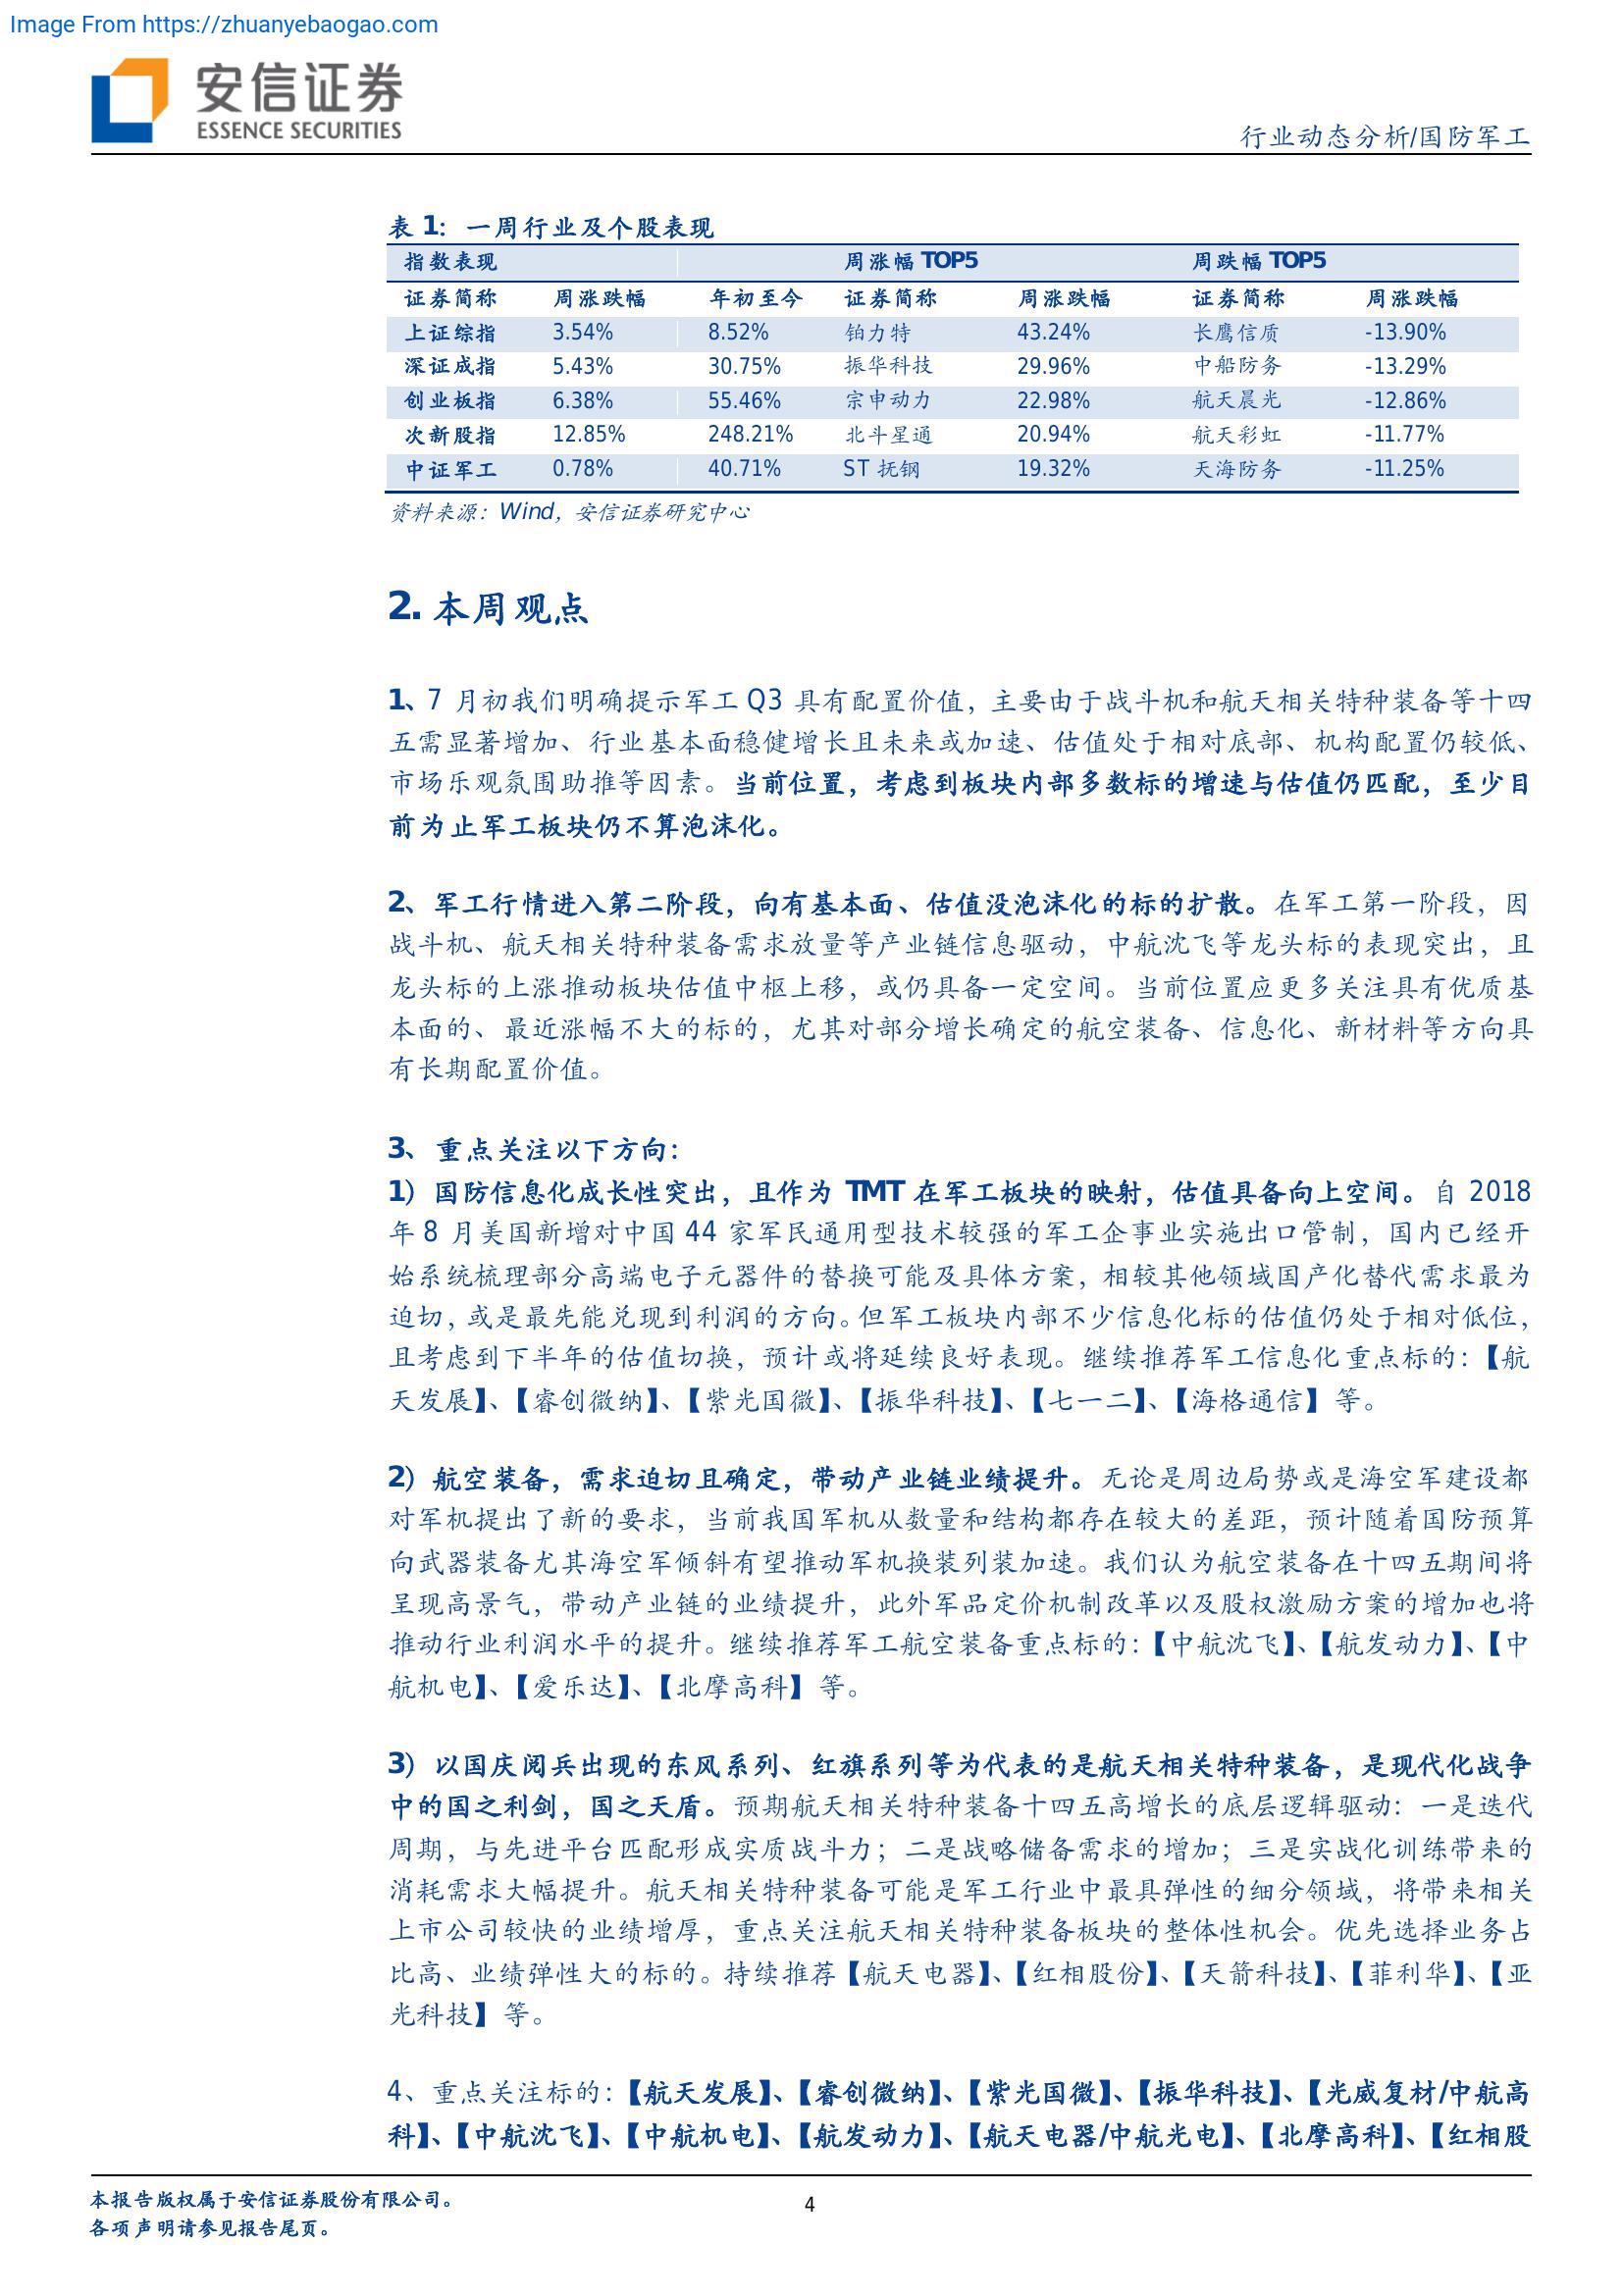 Image From https://zhuanyebaogao.com
安信证券
ESSENCE SECURITIES
行业动态分析/国防军工
表 1：一周行业及个股表现
指数表现 周涨幅 TOP5 周跌幅 TOP5
证券简称 周涨跌幅 年初至今 证券简称 周涨跌幅 证券简称 周涨跌幅
上证综指 3.54% 8.52% 铂力特 43.24% 长鹰信质 -13.90%
深证成指 5.43% 30.75% 振华科技 29.96% 中船防务 -13.29%
创业板指 6.38% 55.46% 宗申动力 22.98% 航天晨光 -12.86%
次新股指 12.85% 248.21% 北斗星通 20.94% 航天彩虹 -11.77%
中证军工 0.78% 40.71% ST 抚钢 19.32% 天海防务 -11.25%
资料来源：Wind，安信证券研究中心
2. 本周观点
1、7 月初我们明确提示军工 Q3 具有配置价值，主要由于战斗机和航天相关特种装备等十四
五需显著增加、行业基本面稳健增长且未来或加速、估值处于相对底部、机构配置仍较低、
市场乐观氛围助推等因素。当前位置，考虑到板块内部多数标的增速与估值仍匹配，至少目
前为止军工板块仍不算泡沫化。
2、军工行情进入第二阶段，向有基本面、估值没泡沫化的标的扩散。在军工第一阶段，因
战斗机、航天相关特种装备需求放量等产业链信息驱动，中航沈飞等龙头标的表现突出，且
龙头标的上涨推动板块估值中枢上移，或仍具备一定空间。当前位置应更多关注具有优质基
本面的、最近涨幅不大的标的，尤其对部分增长确定的航空装备、信息化、新材料等方向具
有长期配置价值。
3、重点关注以下方向：
1）国防信息化成长性突出，且作为 TMT 在军工板块的映射，估值具备向上空间。自 2018
年 8 月美国新增对中国 44 家军民通用型技术较强的军工企事业实施出口管制，国内已经开
始系统梳理部分高端电子元器件的替换可能及具体方案，相较其他领域国产化替代需求最为
迫切，或是最先能兑现到利润的方向。但军工板块内部不少信息化标的估值仍处于相对低位，
且考虑到下半年的估值切换，预计或将延续良好表现。继续推荐军工信息化重点标的：【航
天发展】、【睿创微纳】、【紫光国微】、【振华科技】、【七一二】、【海格通信】等。
2）航空装备，需求迫切且确定，带动产业链业绩提升。无论是周边局势或是海空军建设都
对军机提出了新的要求，当前我国军机从数量和结构都存在较大的差距，预计随着国防预算
向武器装备尤其海空军倾斜有望推动军机换装列装加速。我们认为航空装备在十四五期间将
呈现高景气，带动产业链的业绩提升，此外军品定价机制改革以及股权激励方案的增加也将
推动行业利润水平的提升。继续推荐军工航空装备重点标的：【中航沈飞】、【航发动力】、【中
航机电】、【爱乐达】、【北摩高科】等。
3）以国庆阅兵出现的东风系列、红旗系列等为代表的是航天相关特种装备，是现代化战争
中的国之利剑，国之天盾。预期航天相关特种装备十四五高增长的底层逻辑驱动：一是迭代
周期，与先进平台匹配形成实质战斗力；二是战略储备需求的增加；三是实战化训练带来的
消耗需求大幅提升。航天相关特种装备可能是军工行业中最具弹性的细分领域，将带来相关
上市公司较快的业绩增厚，重点关注航天相关特种装备板块的整体性机会。优先选择业务占
比高、业绩弹性大的标的。持续推荐【航天电器】、【红相股份】、【天箭科技】、【菲利华】、【亚
光科技】等。
4、重点关注标的：【航天发展】、【睿创微纳】、【紫光国微】、【振华科技】、【光威复材/中航高
科】、【中航沈飞】、【中航机电】、【航发动力】、【航天电器/中航光电】、【北摩高科】、【红相股
本报告版权属于安信证券股份有限公司。
4
各项声明请参见报告尾页。